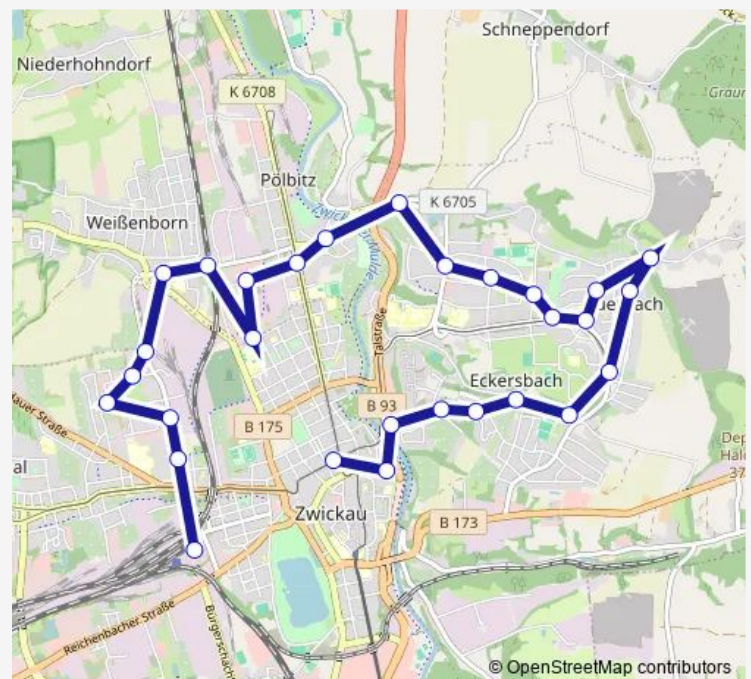 Schneppendorf
Niederhohndorf
K 6708
Pölbitz
K 6705
Weißenborn
Talstraße
Eckersbach
B 93
B 175
Zwickau
B 173
Reichenbacher Straße
© OpenStreetMap contributors